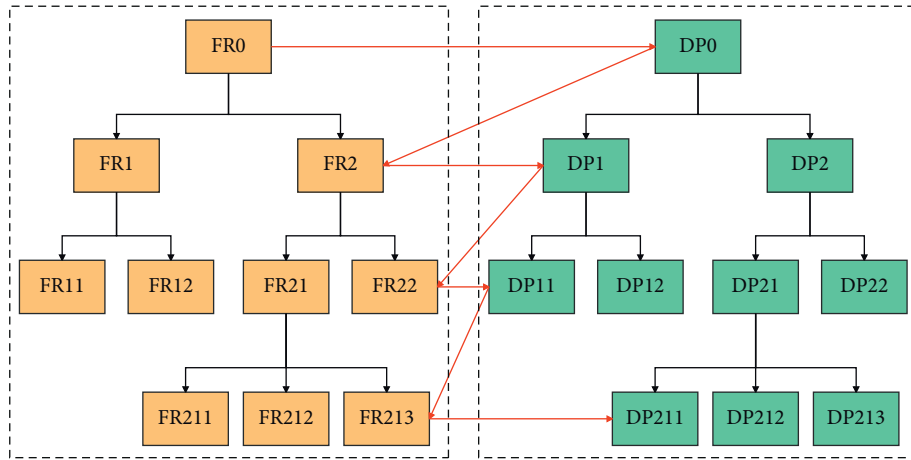 FR0
DP0
FR1
FR2
DP1
DP2
FR11
FR12
FR21
FR22
DP11
DP12
DP21
DP22
FR211
FR212
FR213
DP211
DP212
DP213